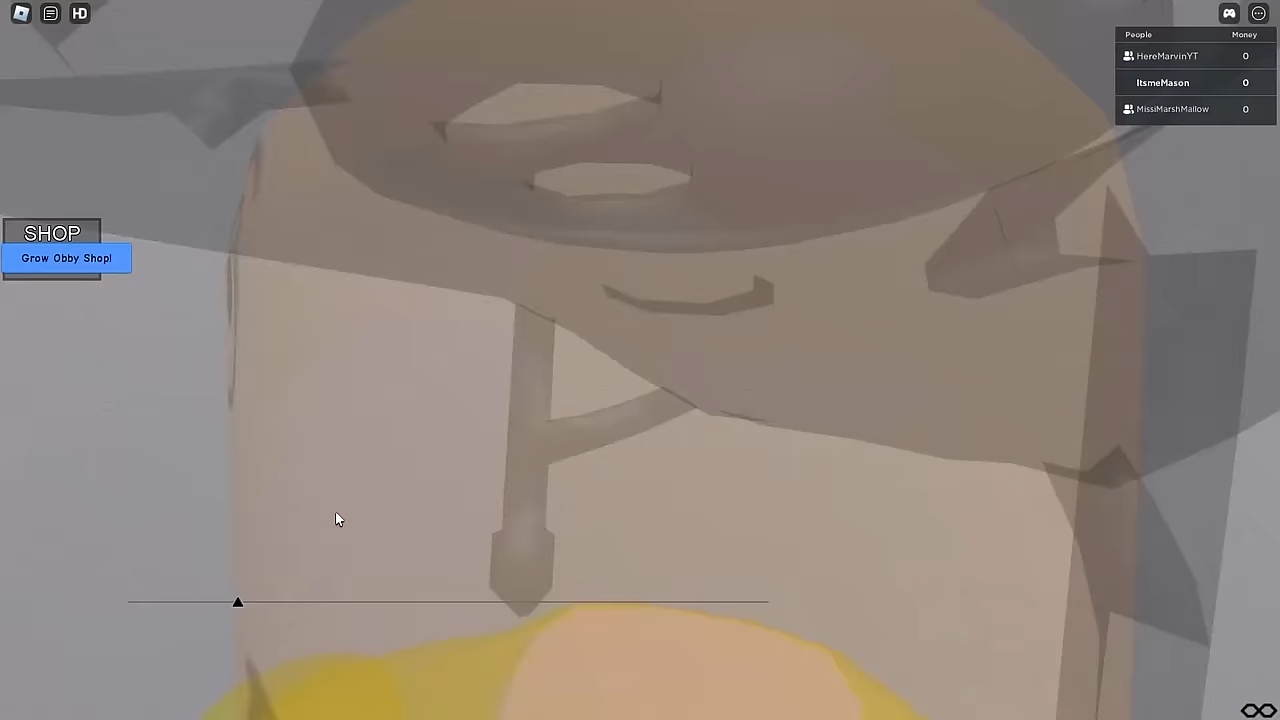 HD
People Money
HereMarvinYT 0
ItsmeMason 0
MissiMarshMallow 0
SHOP
Grow Obby Shop!